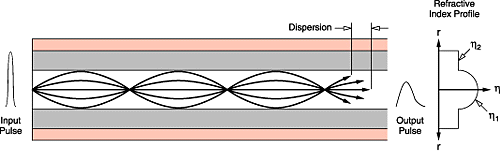 Dispersion
Refractive
Index Profile
r
η2
η
η1
r
Input
Pulse
Output
Pulse